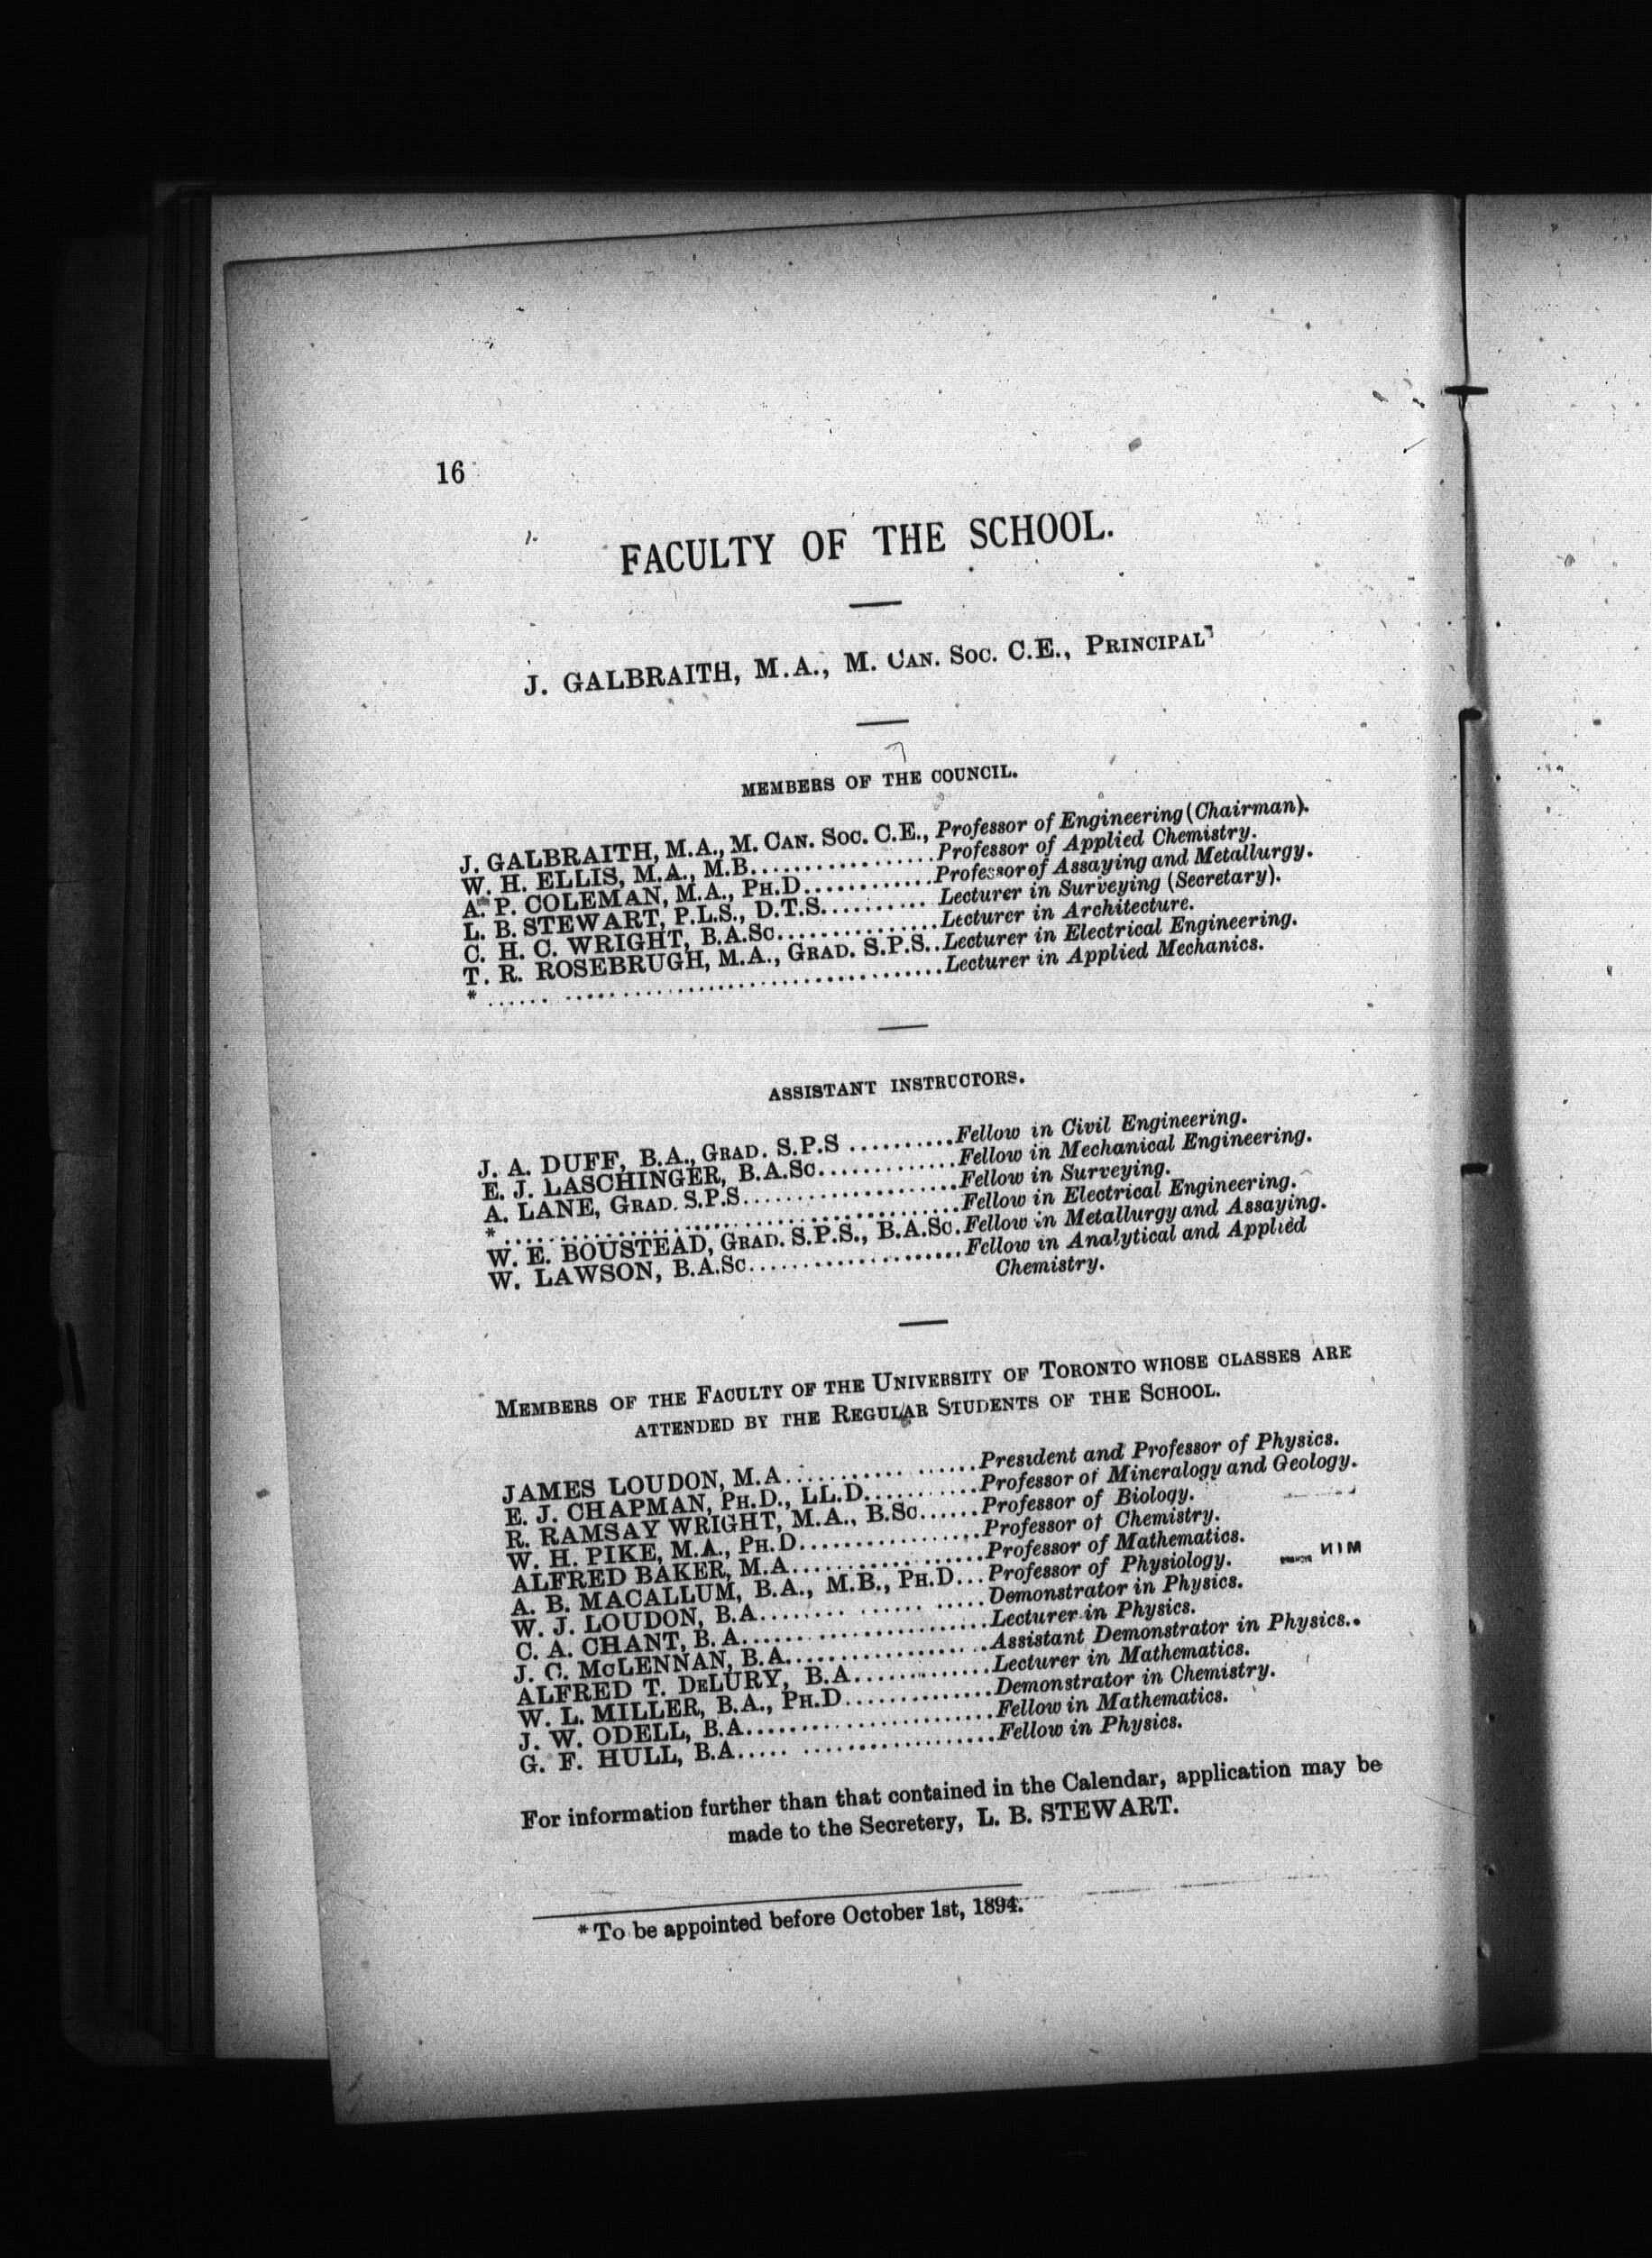 16
FACULTY OF THE SCHOOL.
J. GALBRAITH, M.A., M. CAN. SOC. C.E., PRINCIPAL
MEMBERS OF THE COUNCIL.
J. GALBRAITH, M.A., M. CAN. SOC. C.E., Professor of Engineering (Chairman).
W. H. ELLIS, M.A., M.B.................Professor of Applied Chemistry.
A. P. COLEMAN, M.A., PH.D............Professor of Assaying and Metallurgy.
L. B. STEWART, P.L.S., D.T.S.......... Lecturer in Surveying (Secretary).
C. H. C. WRIGHT, B.A.Sc...............Lecturer in Architecture.
T. R. ROSEBRUGH, M.A., GRAD. S.P.S..Lecturer in Electrical Engineering.
* ...... ...................................Lecturer in Applied Mechanics.
ASSISTANT INSTRUCTORS.
J. A. DUFF, B.A., GRAD. S.P.S ..........Fellow in Civil Engineering.
E. J. LASCHINGER, B.A.Sc.............Fellow in Mechanical Engineering.
A. LANE, GRAD. S.P.S....................Fellow in Surveying.
* .........................................Fellow in Electrical Engineering.
W. E. BOUSTEAD, GRAD. S.P.S., B.A.Sc.Fellow in Metallurgy and Assaying.
W. LAWSON, B.A.Sc....................Fellow in Analytical and Applied
Chemistry.
MEMBERS OF THE FACULTY OF THE UNIVERSITY OF TORONTO WHOSE CLASSES ARE
ATTENDED BY THE REGULAR STUDENTS OF THE SCHOOL.
JAMES LOUDON, M.A........... ......President and Professor of Physics.
E. J. CHAPMAN, PH.D., LL.D...........Professor of Mineralogy and Geology.
R. RAMSAY WRIGHT, M.A., B.Sc......Professor of Biology.
W. H. PIKE, M.A., PH.D................Professor of Chemistry.
ALFRED BAKER, M.A..................Professor of Mathematics.
A. B. MACALLUM, B.A., M.B., PH.D...Professor of Physiology.
W. J. LOUDON, B.A........ ...... .....Demonstrator in Physics.
C. A. CHANT, B.A.......................Lecturer in Physics.
J. C. McLENNAN, B.A...................Assistant Demonstrator in Physics..
ALFRED T. DeLURY, B.A.............Lecturer in Mathematics.
W. L. MILLER, B.A., PH.D..............Demonstrator in Chemistry.
J. W. ODELL, B.A.......................Fellow in Mathematics.
G. F. HULL, B.A..... ..................Fellow in Physics.
For information further than that contained in the Calendar, application may be
made to the Secretery, L. B. STEWART.
* To be appointed before October 1st, 1894.